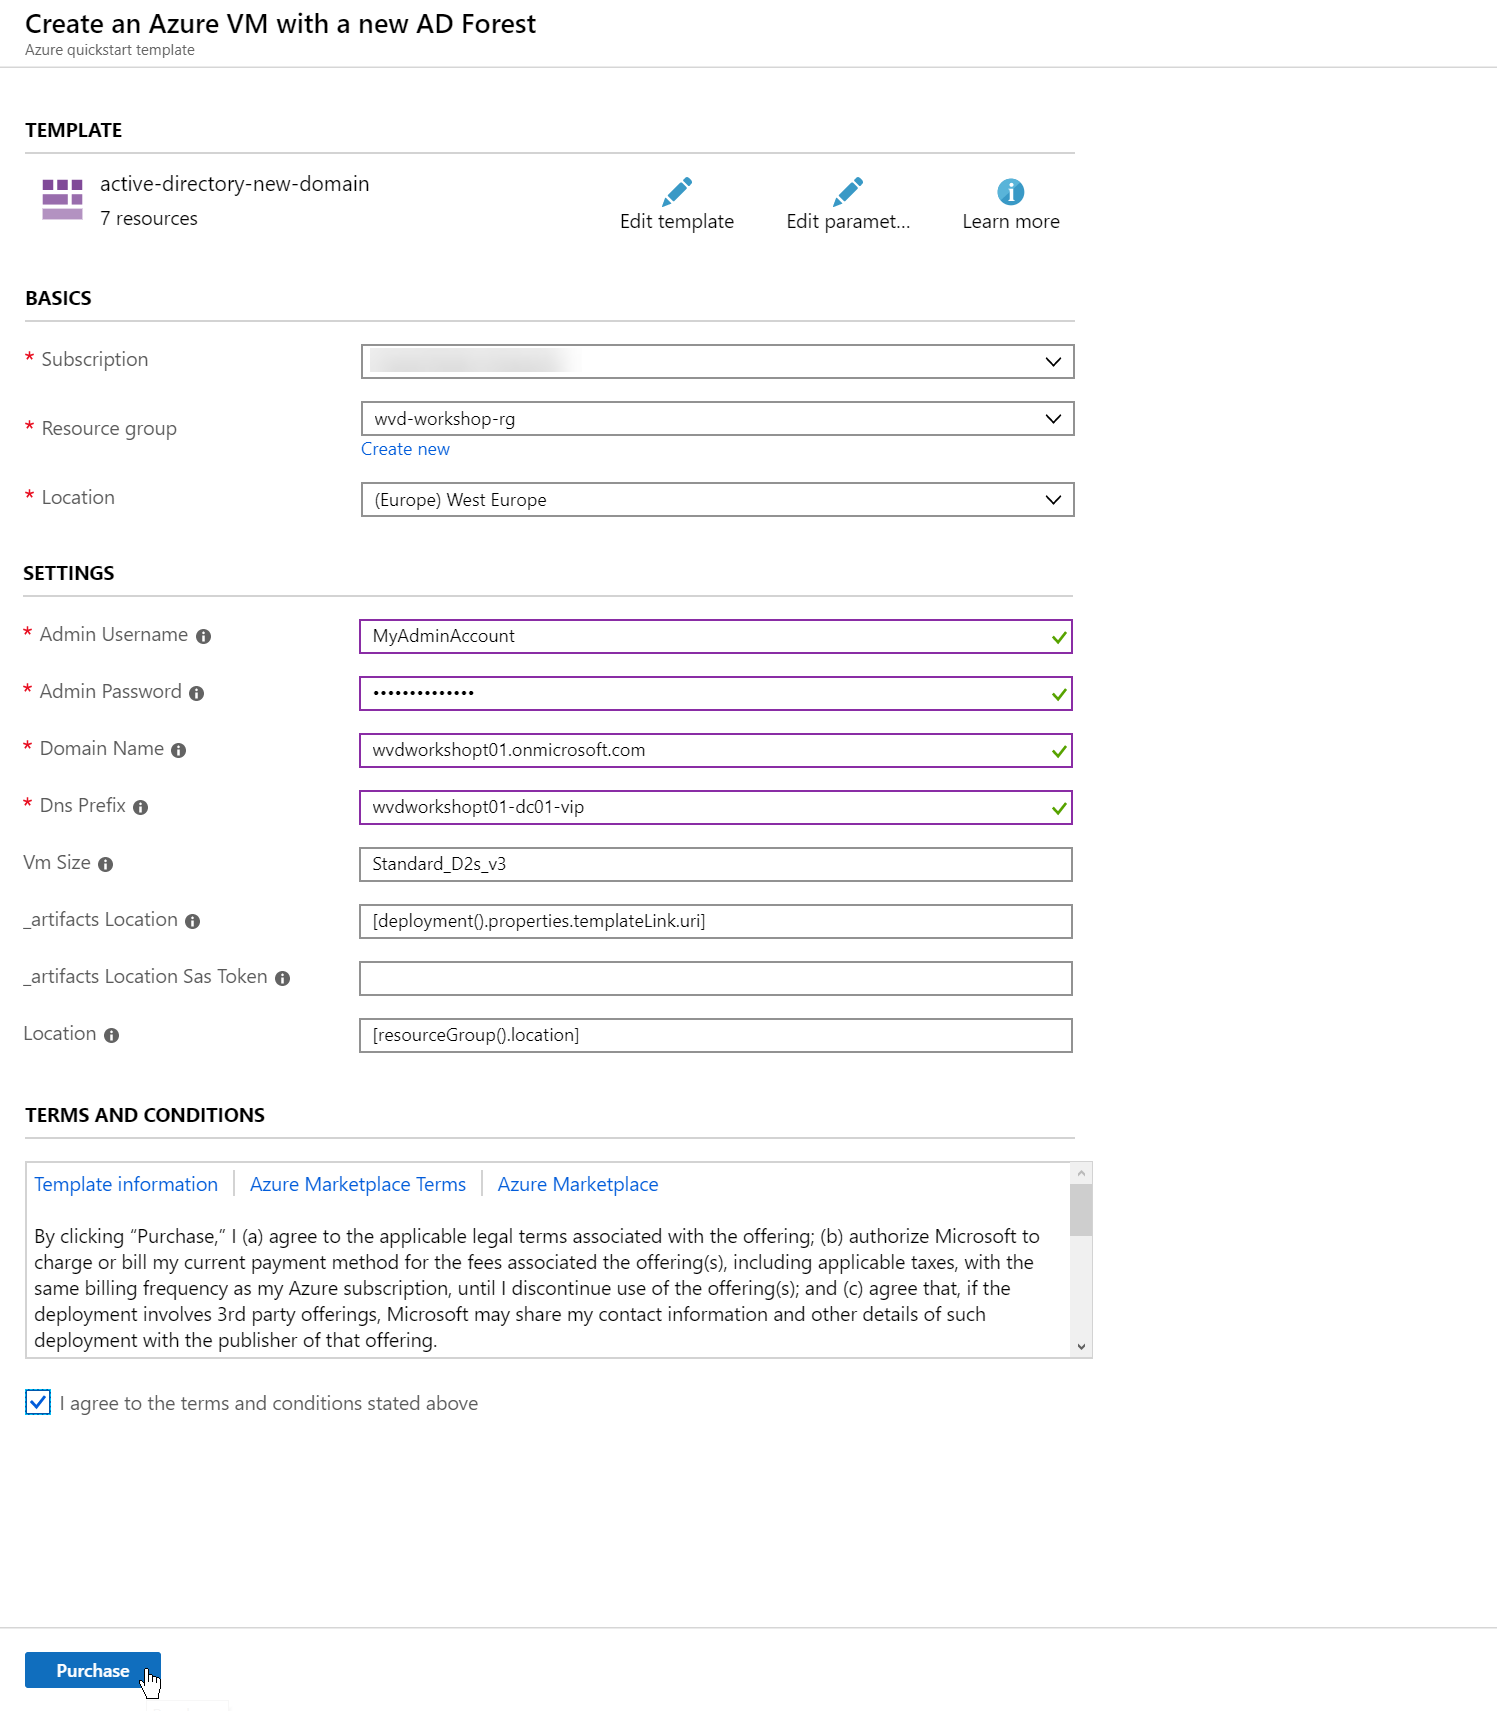 Create an Azure VM with a new AD Forest
Azure quickstart template
TEMPLATE
active-directory-new-domain
7 resources
Edit template
Edit paramet...
Learn more
BASICS
* Subscription
* Resource group
wvd-workshop-rg
Create new
* Location
(Europe) West Europe
SETTINGS
* Admin Username
MyAdminAccount
* Admin Password
••••••••••••••
* Domain Name
wvdworkshopt01.onmicrosoft.com
* Dns Prefix
wvdworkshopt01-dc01-vip
Vm Size
Standard_D2s_v3
_artifacts Location
[deployment().properties.templateLink.uri]
_artifacts Location Sas Token
Location
[resourceGroup().location]
TERMS AND CONDITIONS
Template information | Azure Marketplace Terms | Azure Marketplace
By clicking “Purchase,” I (a) agree to the applicable legal terms associated with the offering; (b) authorize Microsoft to
charge or bill my current payment method for the fees associated the offering(s), including applicable taxes, with the
same billing frequency as my Azure subscription, until I discontinue use of the offering(s); and (c) agree that, if the
deployment involves 3rd party offerings, Microsoft may share my contact information and other details of such
deployment with the publisher of that offering.
I agree to the terms and conditions stated above
Purchase